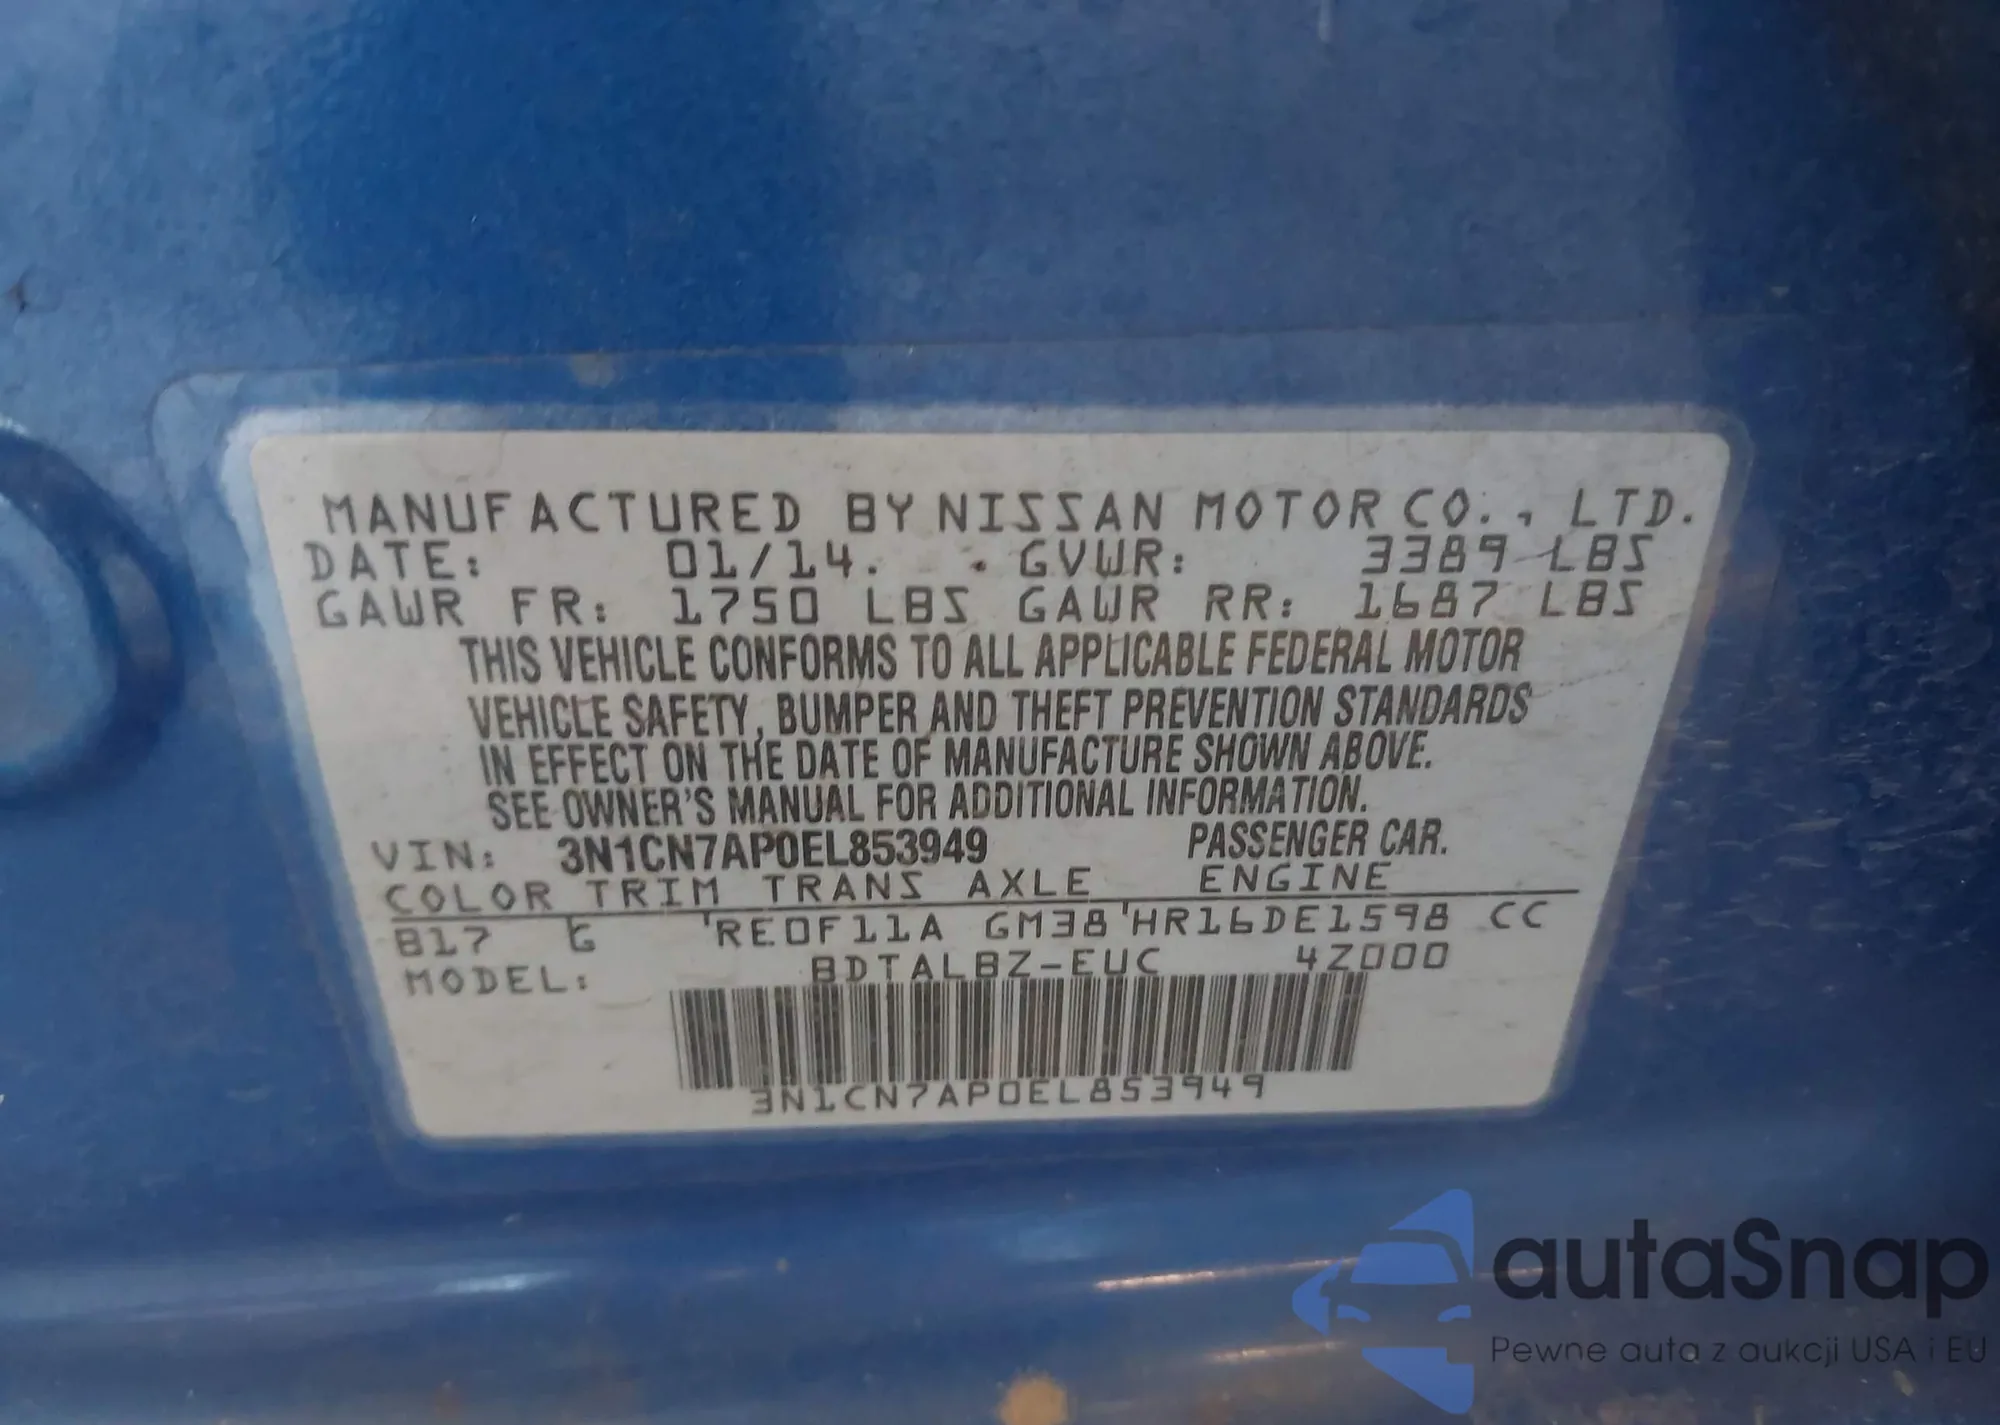 MANUFACTURED BY NISSAN MOTOR CO., LTD.
DATE: 01/14. GVWR: 3389 LBS
GAWR FR: 1750 LBS GAWR RR: 1687 LBS
THIS VEHICLE CONFORMS TO ALL APPLICABLE FEDERAL MOTOR
VEHICLE SAFETY, BUMPER AND THEFT PREVENTION STANDARDS
IN EFFECT ON THE DATE OF MANUFACTURE SHOWN ABOVE.
SEE OWNER'S MANUAL FOR ADDITIONAL INFORMATION.
VIN: 3N1CN7AP0EL853949 PASSENGER CAR.
COLOR TRIM TRANS AXLE ENGINE
B17 G RE0F11A GM38 HR16DE1598 CC
MODEL: BDTALBZ-EUC 4Z000
3N1CN7AP0EL853949
autaSnap
Pewne auta z aukcji USA i EU